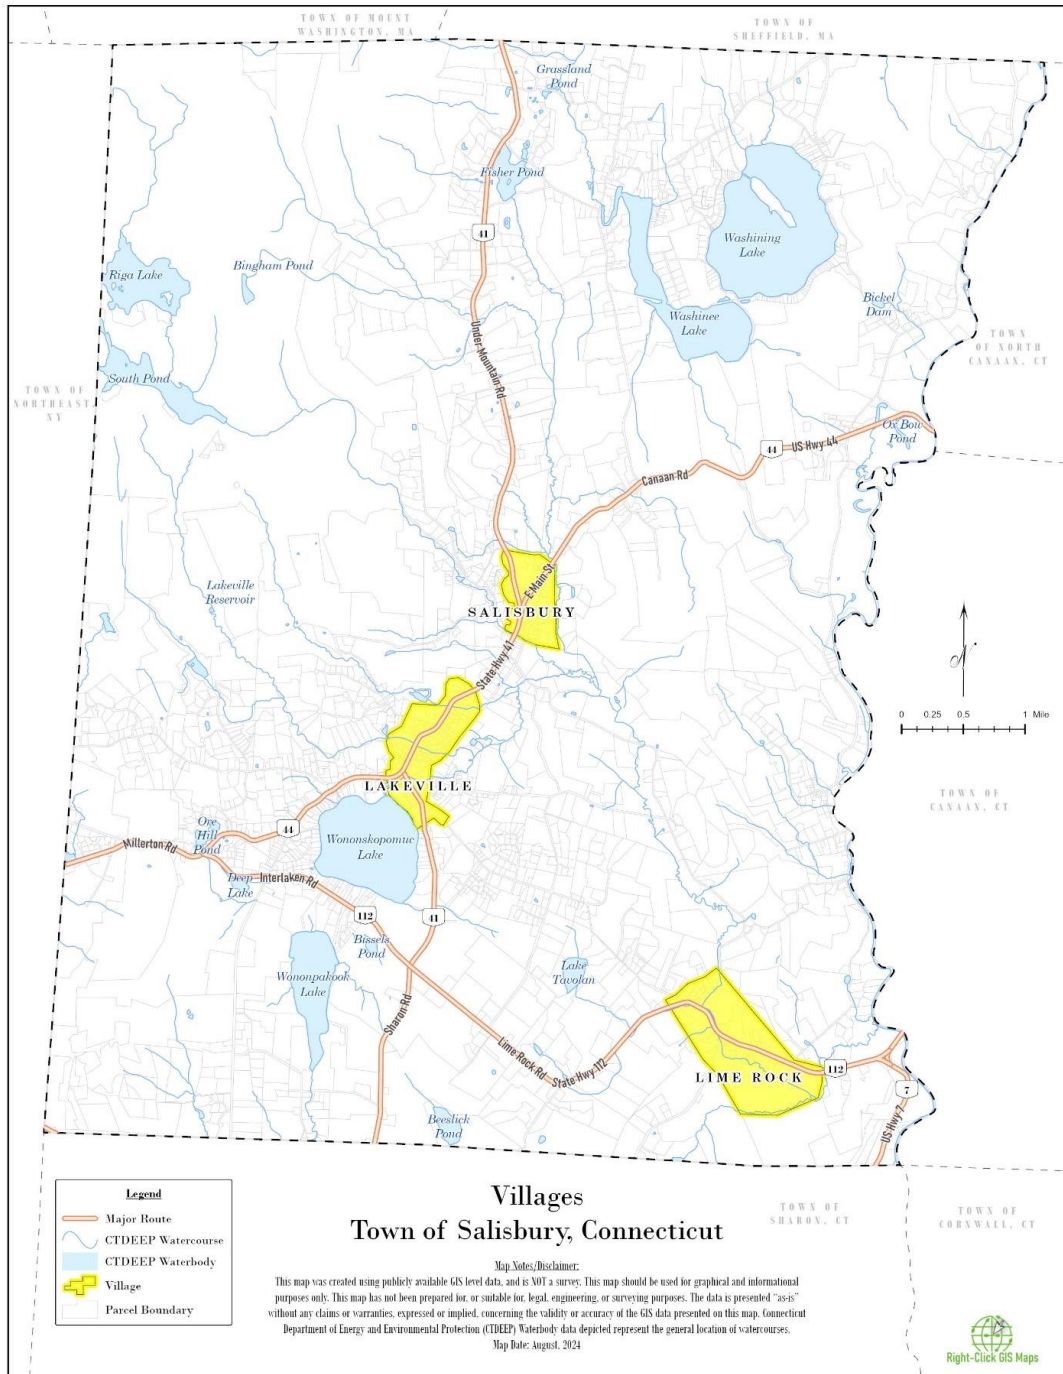 TOWN OF MOUNT
WASHINGTON, MA
TOWN OF
SHEFFIELD, MA
Grassland
Pond
Fisher Pond
41
Washining
Lake
Riga Lake
Bingham Pond
Bickel
Dam
Washinee
Lake
Under Mountain Rd
TOWN
OF NORTH
CANAAN, CT
South Pond
TOWN OF
NORTHEAST,
NY
Ox Bow
Pond
US Hwy 44
44
Canaan Rd
Lakeville
Reservoir
E Main St
SALISBURY
State Hwy 41
N
0 0.25 0.5 1 Mile
LAKEVILLE
TOWN OF
CANAAN, CT
Ore
Hill
Pond
44
Wononskopomuc
Lake
Millerton Rd
Deep
Lake
Interlaken Rd
112
41
Bissels
Pond
Wononpakook
Lake
Lake
Tavolan
Sharon Rd
Lime Rock Rd
State Hwy 112
LIME ROCK
112
7
US Hwy 7
Beeslick
Pond
Legend
Major Route
CTDEEP Watercourse
CTDEEP Waterbody
Village
Parcel Boundary
Villages
Town of Salisbury, Connecticut
TOWN OF
SHARON, CT
TOWN OF
CORNWALL, CT
Map Notes/Disclaimer:
This map was created using publicly available GIS level data, and is NOT a survey. This map should be used for graphical and informational
purposes only. This map has not been prepared for, or suitable for, legal, engineering, or surveying purposes. The data is presented "as-is"
without any claims or warranties, expressed or implied, concerning the validity or accuracy of the GIS data presented on this map. Connecticut
Department of Energy and Environmental Protection (CTDEEP) Waterbody data depicted represent the general location of watercourses.
Map Date: August, 2024
Right-Click GIS Maps